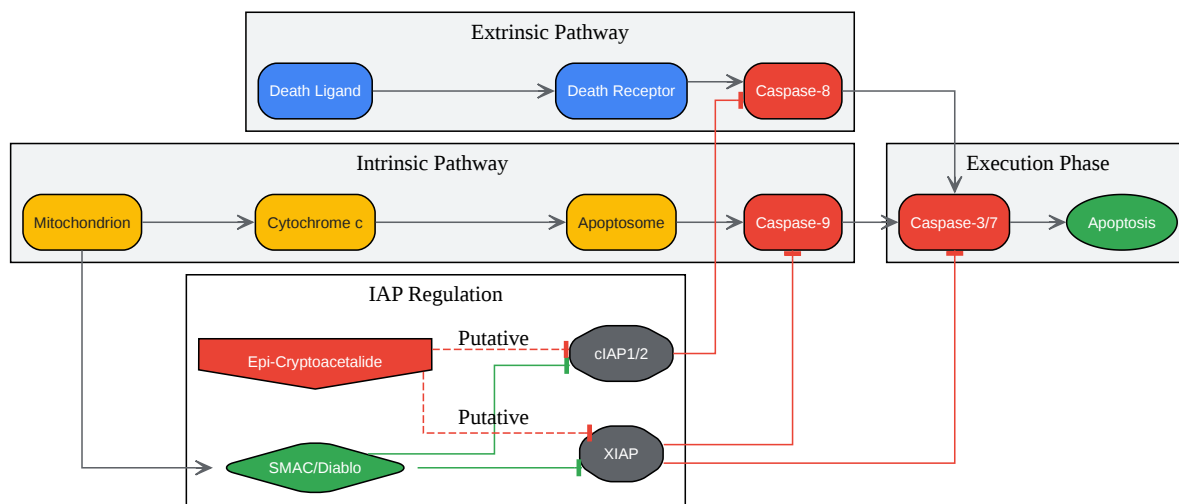 Extrinsic Pathway
Death Ligand
Death Receptor
Caspase-8
Intrinsic Pathway
Mitochondrion
Cytochrome c
Apoptosome
Caspase-9
Execution Phase
Caspase-3/7
Apoptosis
IAP Regulation
Epi-Cryptoacetalide
Putative
cIAP1/2
Putative
SMAC/Diablo
XIAP